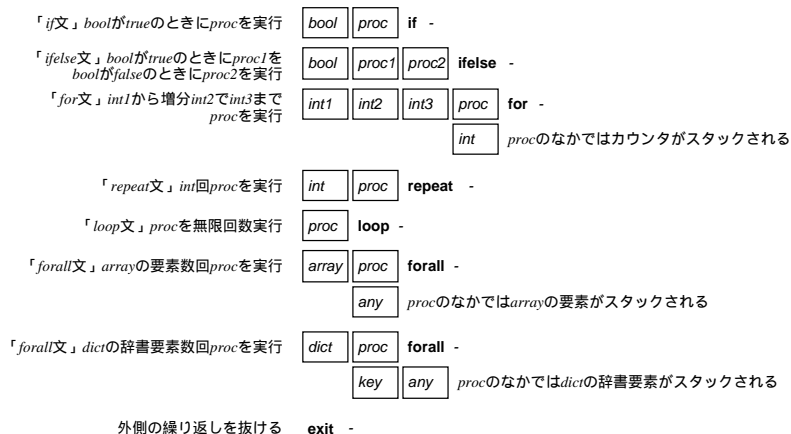 「if文」boolがtrueのときにprocを実行 bool proc if -
「ifelse文」boolがtrueのときにproc1を
boolがfalseのときにproc2を実行 bool proc1 proc2 ifelse -
「for文」int1から増分int2でint3まで
procを実行 int1 int2 int3 proc for -
int procのなかではカウンタがスタックされる
「repeat文」int回procを実行 int proc repeat -
「loop文」procを無限回数実行 proc loop -
「forall文」arrayの要素数回procを実行 array proc forall -
any procのなかではarrayの要素がスタックされる
「forall文」dictの辞書要素数回procを実行 dict proc forall -
key any procのなかではdictの辞書要素がスタックされる
外側の繰り返しを抜ける exit -